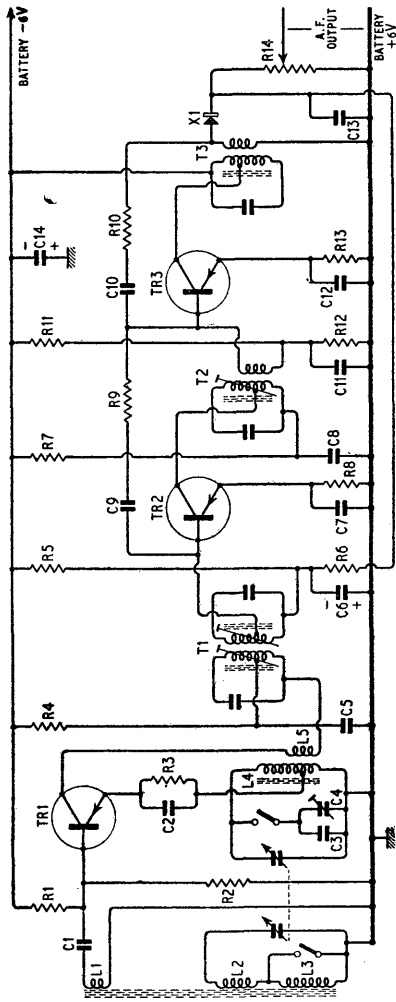 BATTERY -6V
C14
-
+
R1
R4
R5
R7
R11
R10
C10
R9
C9
X1
T3
R14
A.F.
OUTPUT
TR1
TR2
TR3
T1
T2
C1
L1
R2
R3
C2
L4
L5
C13
R13
C12
R12
C11
C8
R8
C7
R6
C6
-
+
C5
C4
C3
L2
L3
BATTERY
+6V